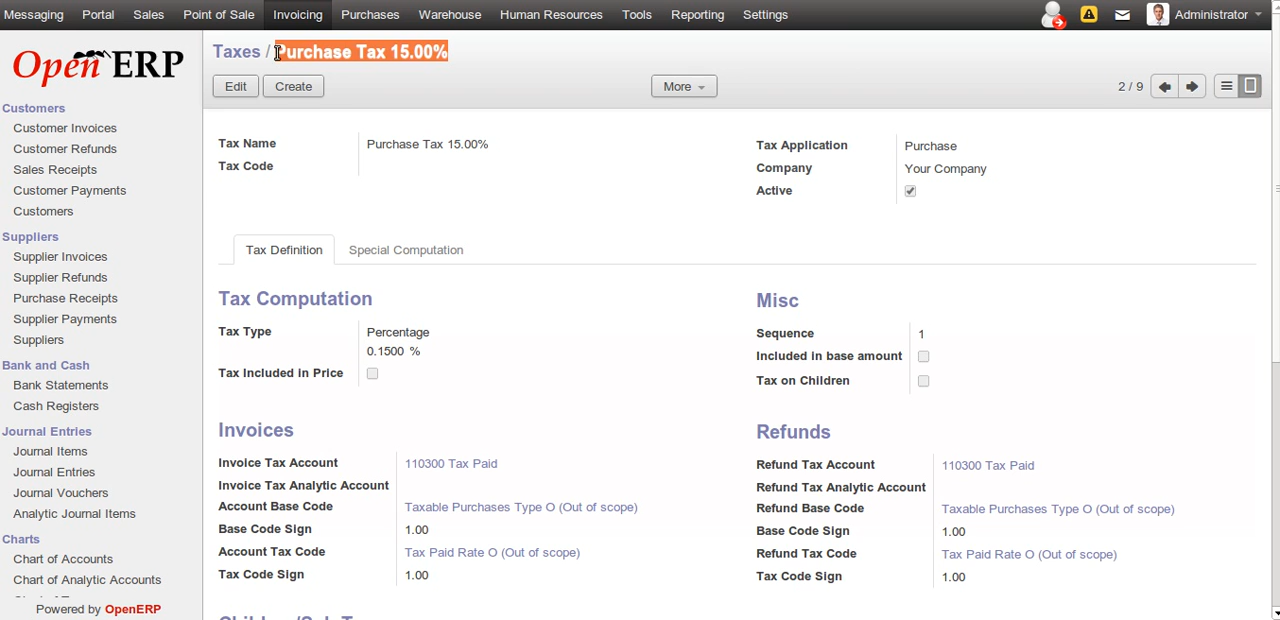 Messaging Portal Sales Point of Sale Invoicing Purchases Warehouse Human Resources Tools Reporting Settings Administrator
Open ERP
Taxes / Purchase Tax 15.00%
Edit Create More 2 / 9
Customers
Customer Invoices
Customer Refunds
Sales Receipts
Customer Payments
Customers
Suppliers
Supplier Invoices
Supplier Refunds
Purchase Receipts
Supplier Payments
Suppliers
Bank and Cash
Bank Statements
Cash Registers
Journal Entries
Journal Items
Journal Entries
Journal Vouchers
Analytic Journal Items
Charts
Chart of Accounts
Chart of Analytic Accounts
Powered by OpenERP
Tax Name Purchase Tax 15.00%
Tax Code
Tax Application Purchase
Company Your Company
Active
Tax Definition Special Computation
Tax Computation
Tax Type Percentage
0.1500 %
Tax Included in Price
Misc
Sequence 1
Included in base amount
Tax on Children
Invoices
Invoice Tax Account 110300 Tax Paid
Invoice Tax Analytic Account
Account Base Code Taxable Purchases Type O (Out of scope)
Base Code Sign 1.00
Account Tax Code Tax Paid Rate O (Out of scope)
Tax Code Sign 1.00
Refunds
Refund Tax Account 110300 Tax Paid
Refund Tax Analytic Account
Refund Base Code Taxable Purchases Type O (Out of scope)
Base Code Sign 1.00
Refund Tax Code Tax Paid Rate O (Out of scope)
Tax Code Sign 1.00